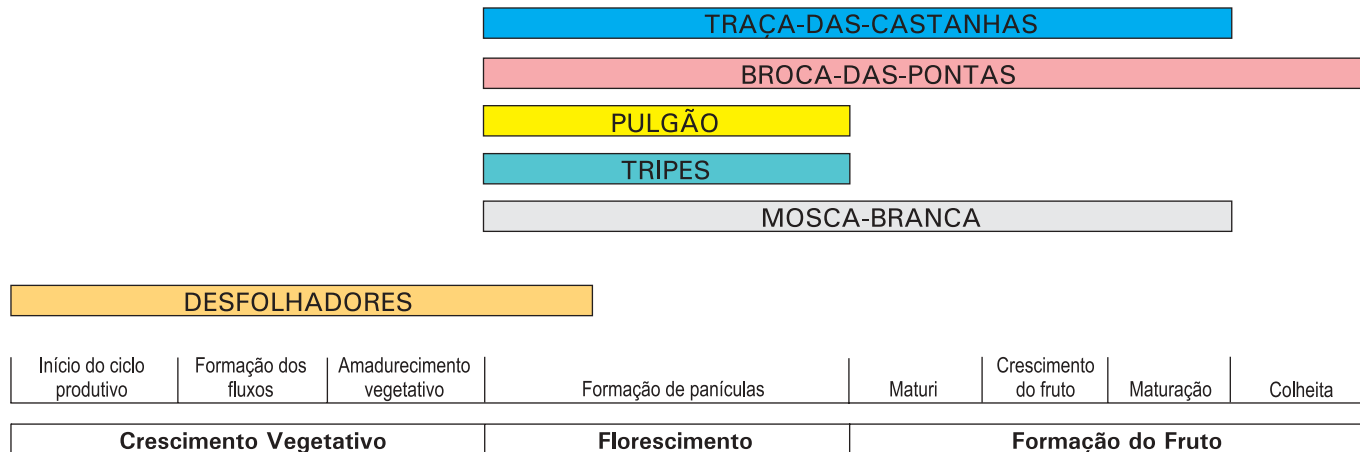 TRAÇA-DAS-CASTANHAS
BROCA-DAS-PONTAS
PULGÃO
TRIPES
MOSCA-BRANCA
DESFOLHADORES
Início do ciclo
produtivo
Formação dos
fluxos
Amadurecimento
vegetativo
Formação de panículas
Maturi
Crescimento
do fruto
Maturação
Colheita
Crescimento Vegetativo
Florescimento
Formação do Fruto